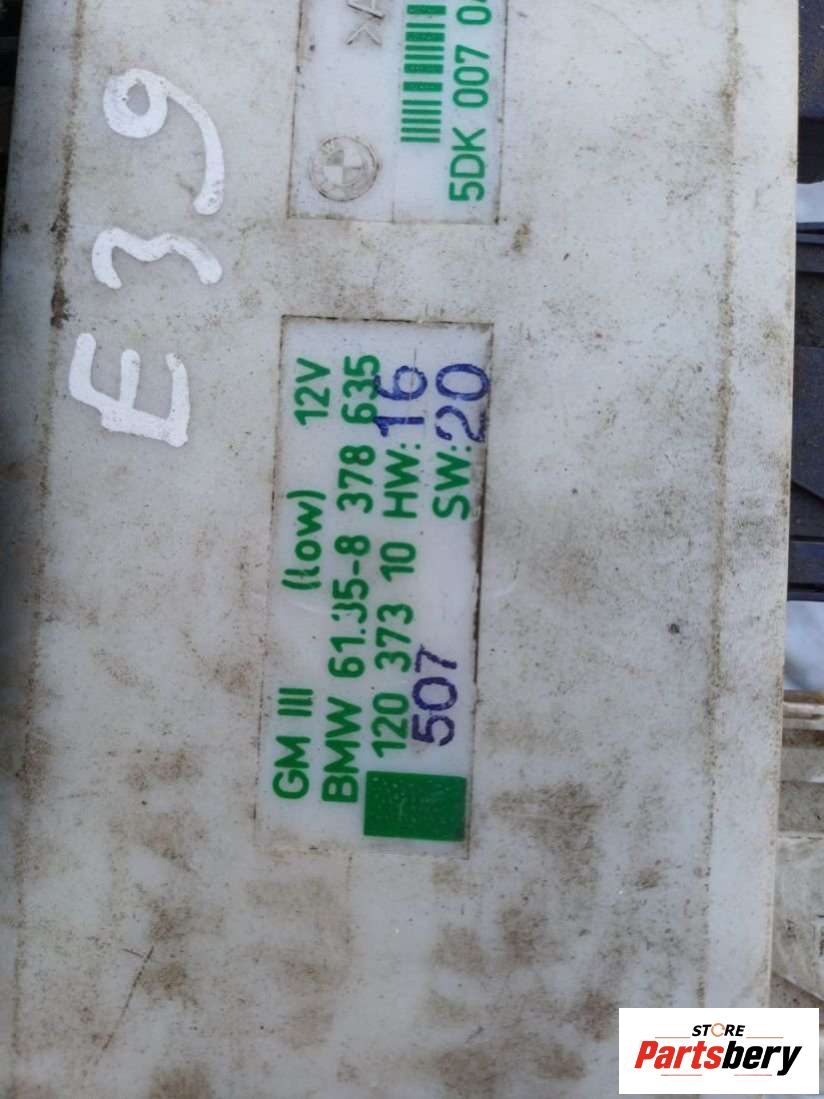 E39
5DK 007 04
GM III (low) 12V
BMW 61.35-8 378 635
120 373 10 HW: 16
507 SW: 20
STORE
Partsbery